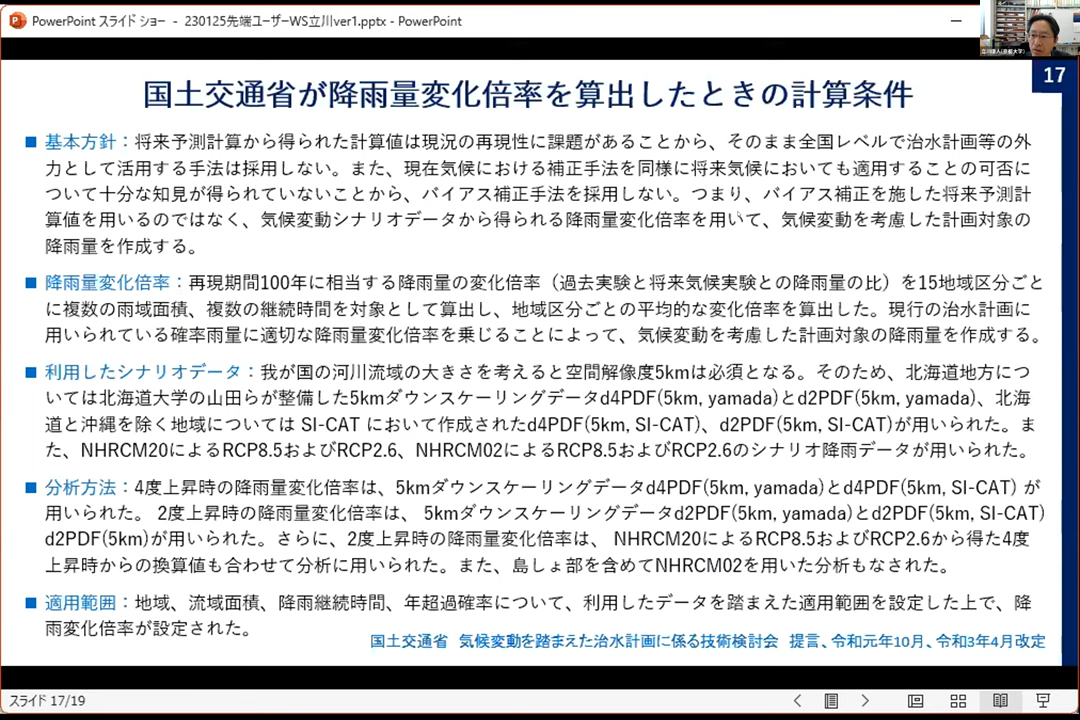 PowerPoint スライド ショー - 230125先端ユーザーWS立川ver1.pptx - PowerPoint
17
国土交通省が降雨量変化倍率を算出したときの計算条件
■ 基本方針：将来予測計算から得られた計算値は現況の再現性に課題があることから、そのまま全国レベルで治水計画等の外
力として活用する手法は採用しない。また、現在気候における補正手法を同様に将来気候においても適用することの可否に
ついて十分な知見が得られていないことから、バイアス補正手法を採用しない。つまり、バイアス補正を施した将来予測計
算値を用いるのではなく、気候変動シナリオデータから得られる降雨量変化倍率を用いて、気候変動を考慮した計画対象の
降雨量を作成する。
■ 降雨量変化倍率：再現期間100年に相当する降雨量の変化倍率（過去実験と将来気候実験との降雨量の比）を15地域区分ごと
に複数の雨域面積、複数の継続時間を対象として算出し、地域区分ごとの平均的な変化倍率を算出した。現行の治水計画に
用いられている確率雨量に適切な降雨量変化倍率を乗じることによって、気候変動を考慮した計画対象の降雨量を作成する。
■ 利用したシナリオデータ：我が国の河川流域の大きさを考えると空間解像度5kmは必須となる。そのため、北海道地方につ
いては北海道大学の山田らが整備した5kmダウンスケーリングデータd4PDF(5km, yamada)とd2PDF(5km, yamada)、北海
道と沖縄を除く地域については SI-CAT において作成されたd4PDF(5km, SI-CAT)、d2PDF(5km, SI-CAT)が用いられた。ま
た、NHRCM20によるRCP8.5およびRCP2.6、NHRCM02によるRCP8.5およびRCP2.6のシナリオ降雨データが用いられた。
■ 分析方法：4度上昇時の降雨量変化倍率は、5kmダウンスケーリングデータd4PDF(5km, yamada)とd4PDF(5km, SI-CAT) が
用いられた。 2度上昇時の降雨量変化倍率は、 5kmダウンスケーリングデータd2PDF(5km, yamada)とd2PDF(5km, SI-CAT)
d2PDF(5km)が用いられた。さらに、2度上昇時の降雨量変化倍率は、 NHRCM20によるRCP8.5およびRCP2.6から得た4度
上昇時からの換算値も合わせて分析に用いられた。また、島しょ部を含めてNHRCM02を用いた分析もなされた。
■ 適用範囲：地域、流域面積、降雨継続時間、年超過確率について、利用したデータを踏まえた適用範囲を設定した上で、降
雨変化倍率が設定された。
国土交通省 気候変動を踏まえた治水計画に係る技術検討会 提言、令和元年10月、令和3年4月改定
スライド 17/19